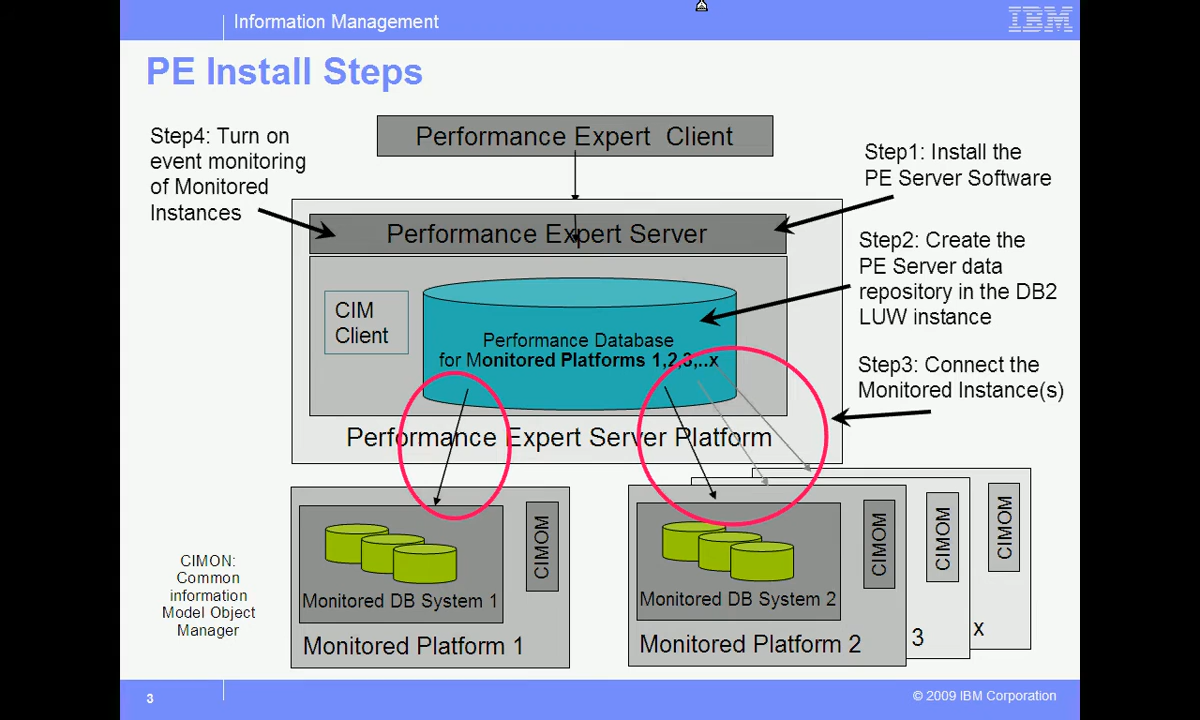 Information Management
IBM
PE Install Steps
Step4: Turn on
event monitoring
of Monitored
Instances
Performance Expert Client
Step1: Install the
PE Server Software
Performance Expert Server
Step2: Create the
PE Server data
repository in the DB2
LUW instance
CIM
Client
Performance Database
for Monitored Platforms 1,2,3,..x
Step3: Connect the
Monitored Instance(s)
Performance Expert Server Platform
CIMON:
Common
information
Model Object
Manager
CIMOM
Monitored DB System 1
Monitored Platform 1
CIMOM
Monitored DB System 2
Monitored Platform 2
CIMOM
3
CIMOM
x
3
© 2009 IBM Corporation